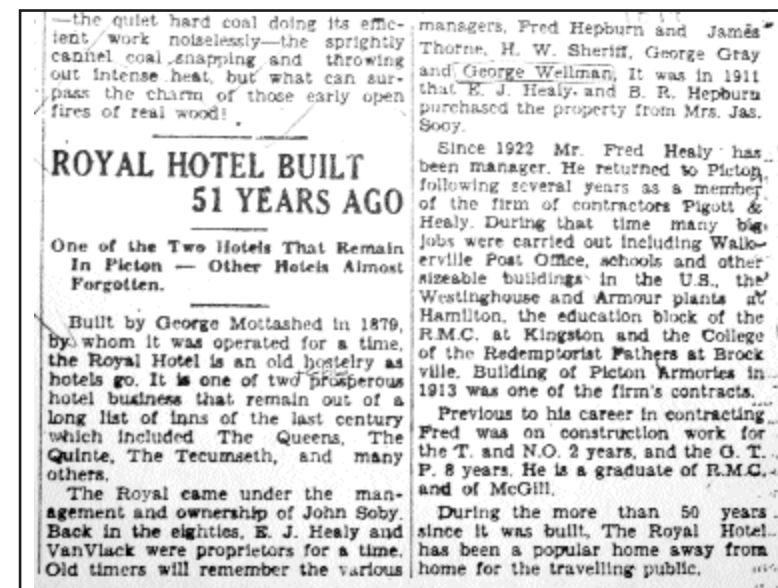 —the quiet hard coal doing its effic-
ient work noiselessly—the sprightly
cannel coal snapping and throwing
out intense heat, but what can sur-
pass the charm of those early open
fires of real wood!
ROYAL HOTEL BUILT
51 YEARS AGO
One of the Two Hotels That Remain
In Picton — Other Hotels Almost
Forgotten.
Built by George Mottashed in 1879,
by whom it was operated for a time,
the Royal Hotel is an old hostelry as
hotels go. It is one of two prosperous
hotel business that remain out of a
long list of inns of the last century
which included The Queens, The
Quinte, The Tecumseth, and many
others.
The Royal came under the man-
agement and ownership of John Soby.
Back in the eighties, E. J. Healy and
VanVlack were proprietors for a time.
Old timers will remember the various
managers, Fred Hepburn and James
Thorne, H. W. Sheriff, George Gray
and George Wellman. It was in 1911
that E. J. Healy and B. R. Hepburn
purchased the property from Mrs. Jas.
Sooy.
Since 1922 Mr. Fred Healy has
been manager. He returned to Picton
following several years as a member
of the firm of contractors Pigott &
Healy. During that time many big
jobs were carried out including Walk-
erville Post Office, schools and other
sizeable buildings in the U.S., the
Westinghouse and Armour plants at
Hamilton, the education block of the
R.M.C. at Kingston and the College
of the Redemptorist Fathers at Brock
ville. Building of Picton Armories in
1913 was one of the firm's contracts.
Previous to his career in contracting
Fred was on construction work for
the T. and N.O. 2 years, and the G. T.
P. 8 years. He is a graduate of R.M.C.
and of McGill.
During the more than 50 years
since it was built, The Royal Hotel
has been a popular home away from
home for the travelling public.